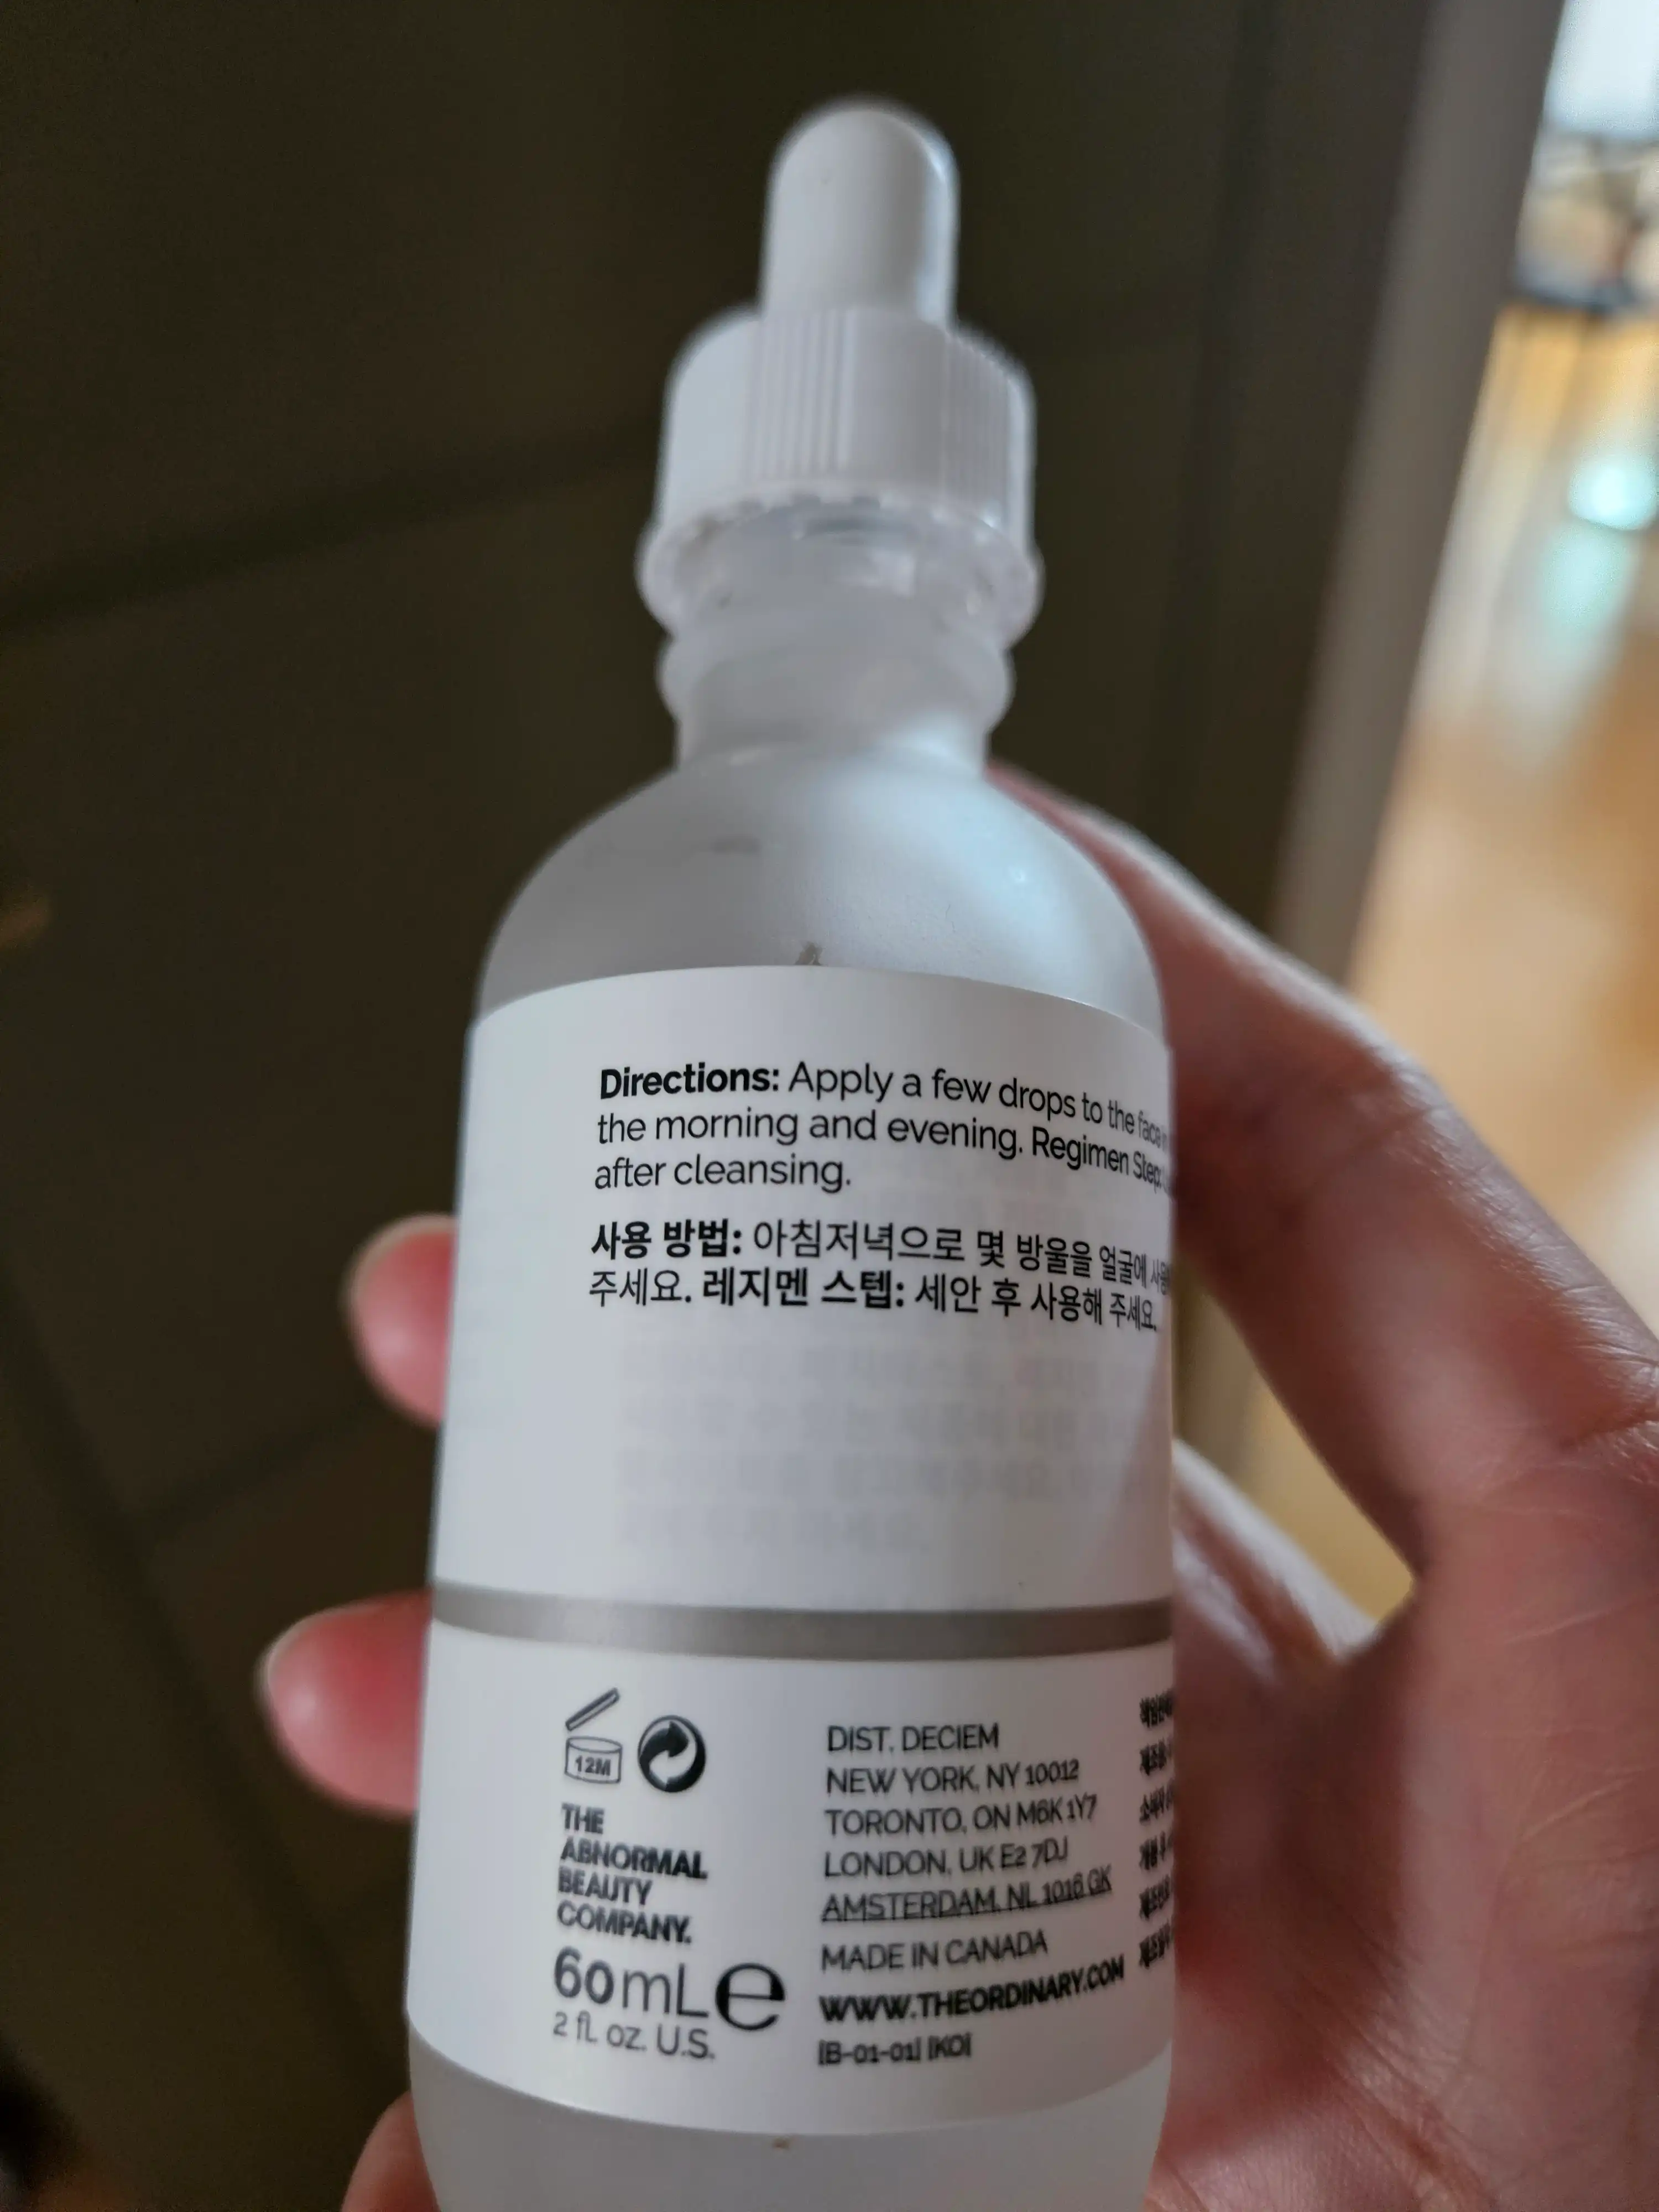 Directions: Apply a few drops to the face
the morning and evening. Regimen Step:
after cleansing.
사용 방법: 아침저녁으로 몇 방울을 얼굴에
주세요. 레지멘 스텝: 세안 후 사용해 주세요.
12M
THE
ABNORMAL
BEAUTY
COMPANY.
60 mL e
2 fl. oz. U.S.
DIST. DECIEM
NEW YORK, NY 10012
TORONTO, ON M6K 1Y7
LONDON, UK E2 7DJ
AMSTERDAM, NL 1016 GK
MADE IN CANADA
WWW.THEORDINARY.COM
[B-01-01] [KO]